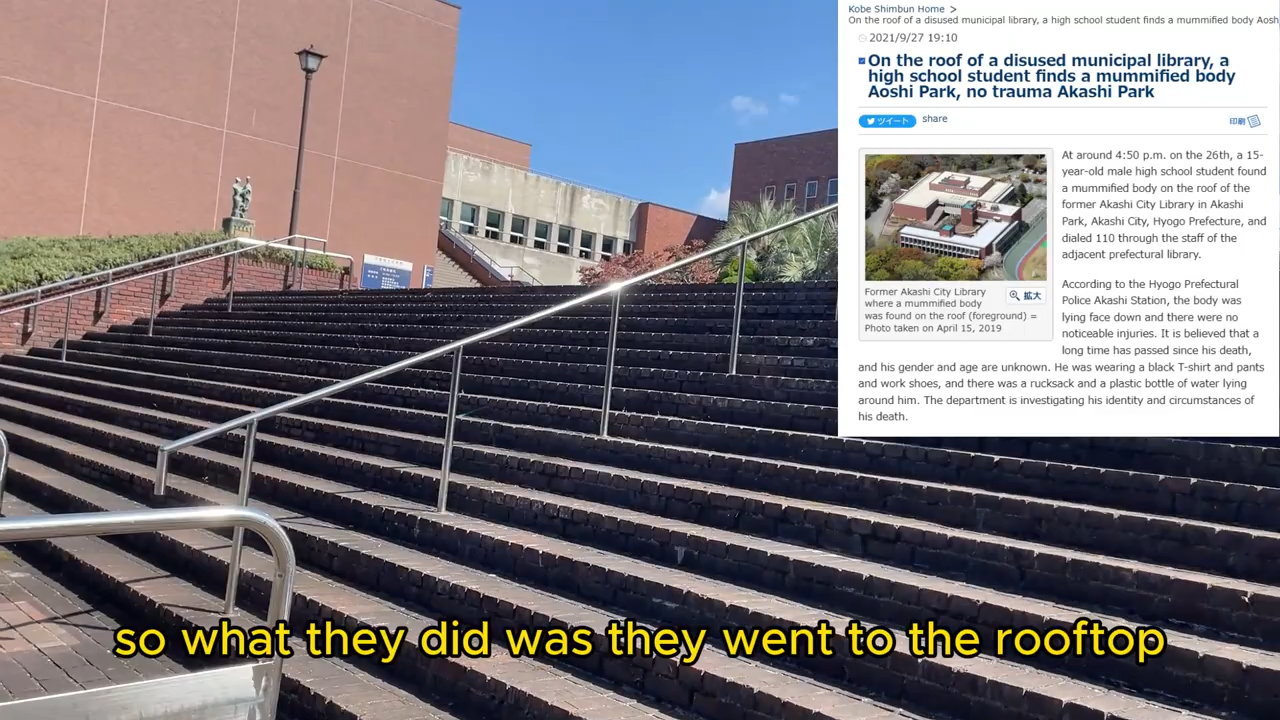 Kobe Shimbun Home >
On the roof of a disused municipal library, a high school student finds a mummified body Aosh
2021/9/27 19:10
On the roof of a disused municipal library, a
high school student finds a mummified body
Aoshi Park, no trauma Akashi Park
ツイート share 印刷
At around 4:50 p.m. on the 26th, a 15-
year-old male high school student found
a mummified body on the roof of the
former Akashi City Library in Akashi
Park, Akashi City, Hyogo Prefecture, and
dialed 110 through the staff of the
adjacent prefectural library.
Former Akashi City Library
where a mummified body
was found on the roof (foreground) =
Photo taken on April 15, 2019
拡大
According to the Hyogo Prefectural
Police Akashi Station, the body was
lying face down and there were no
noticeable injuries. It is believed that a
long time has passed since his death,
and his gender and age are unknown. He was wearing a black T-shirt and pants
and work shoes, and there was a rucksack and a plastic bottle of water lying
around him. The department is investigating his identity and circumstances of
his death.
so what they did was they went to the rooftop